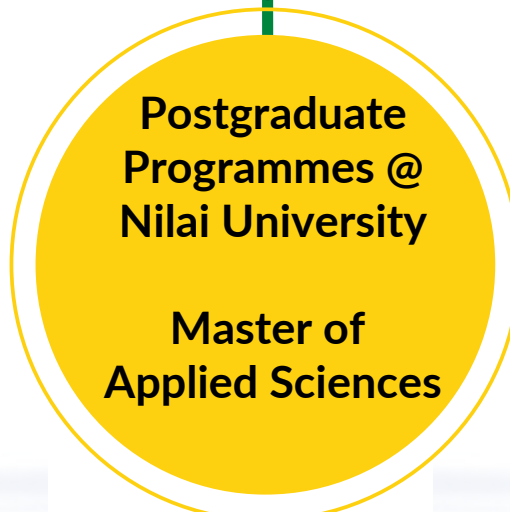 Postgraduate
Programmes @
Nilai University
Master of
Applied Sciences